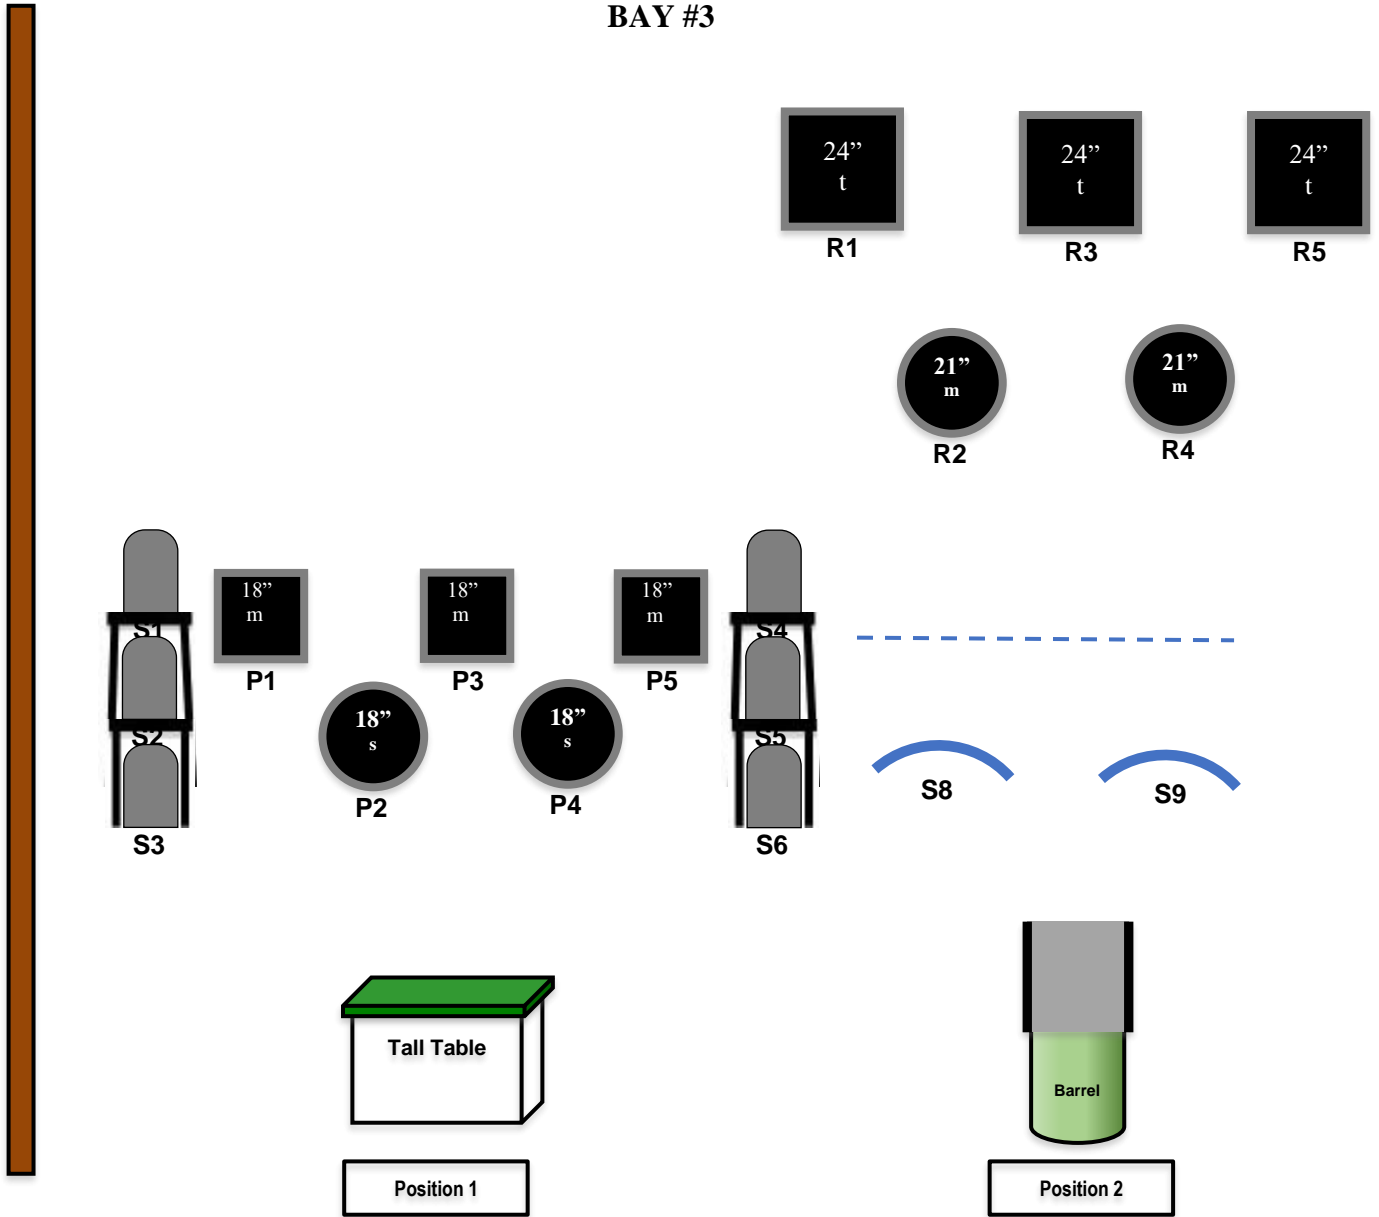 BAY #3
24”
t
R1
24”
t
R3
24”
t
R5
21”
m
R2
21”
m
R4
S1
18”
m
P1
18”
m
P3
18”
m
P5
S4
S2
18”
s
P2
18”
s
P4
S5
S8
S9
S3
S6
Tall Table
Barrel
Position 1
Position 2